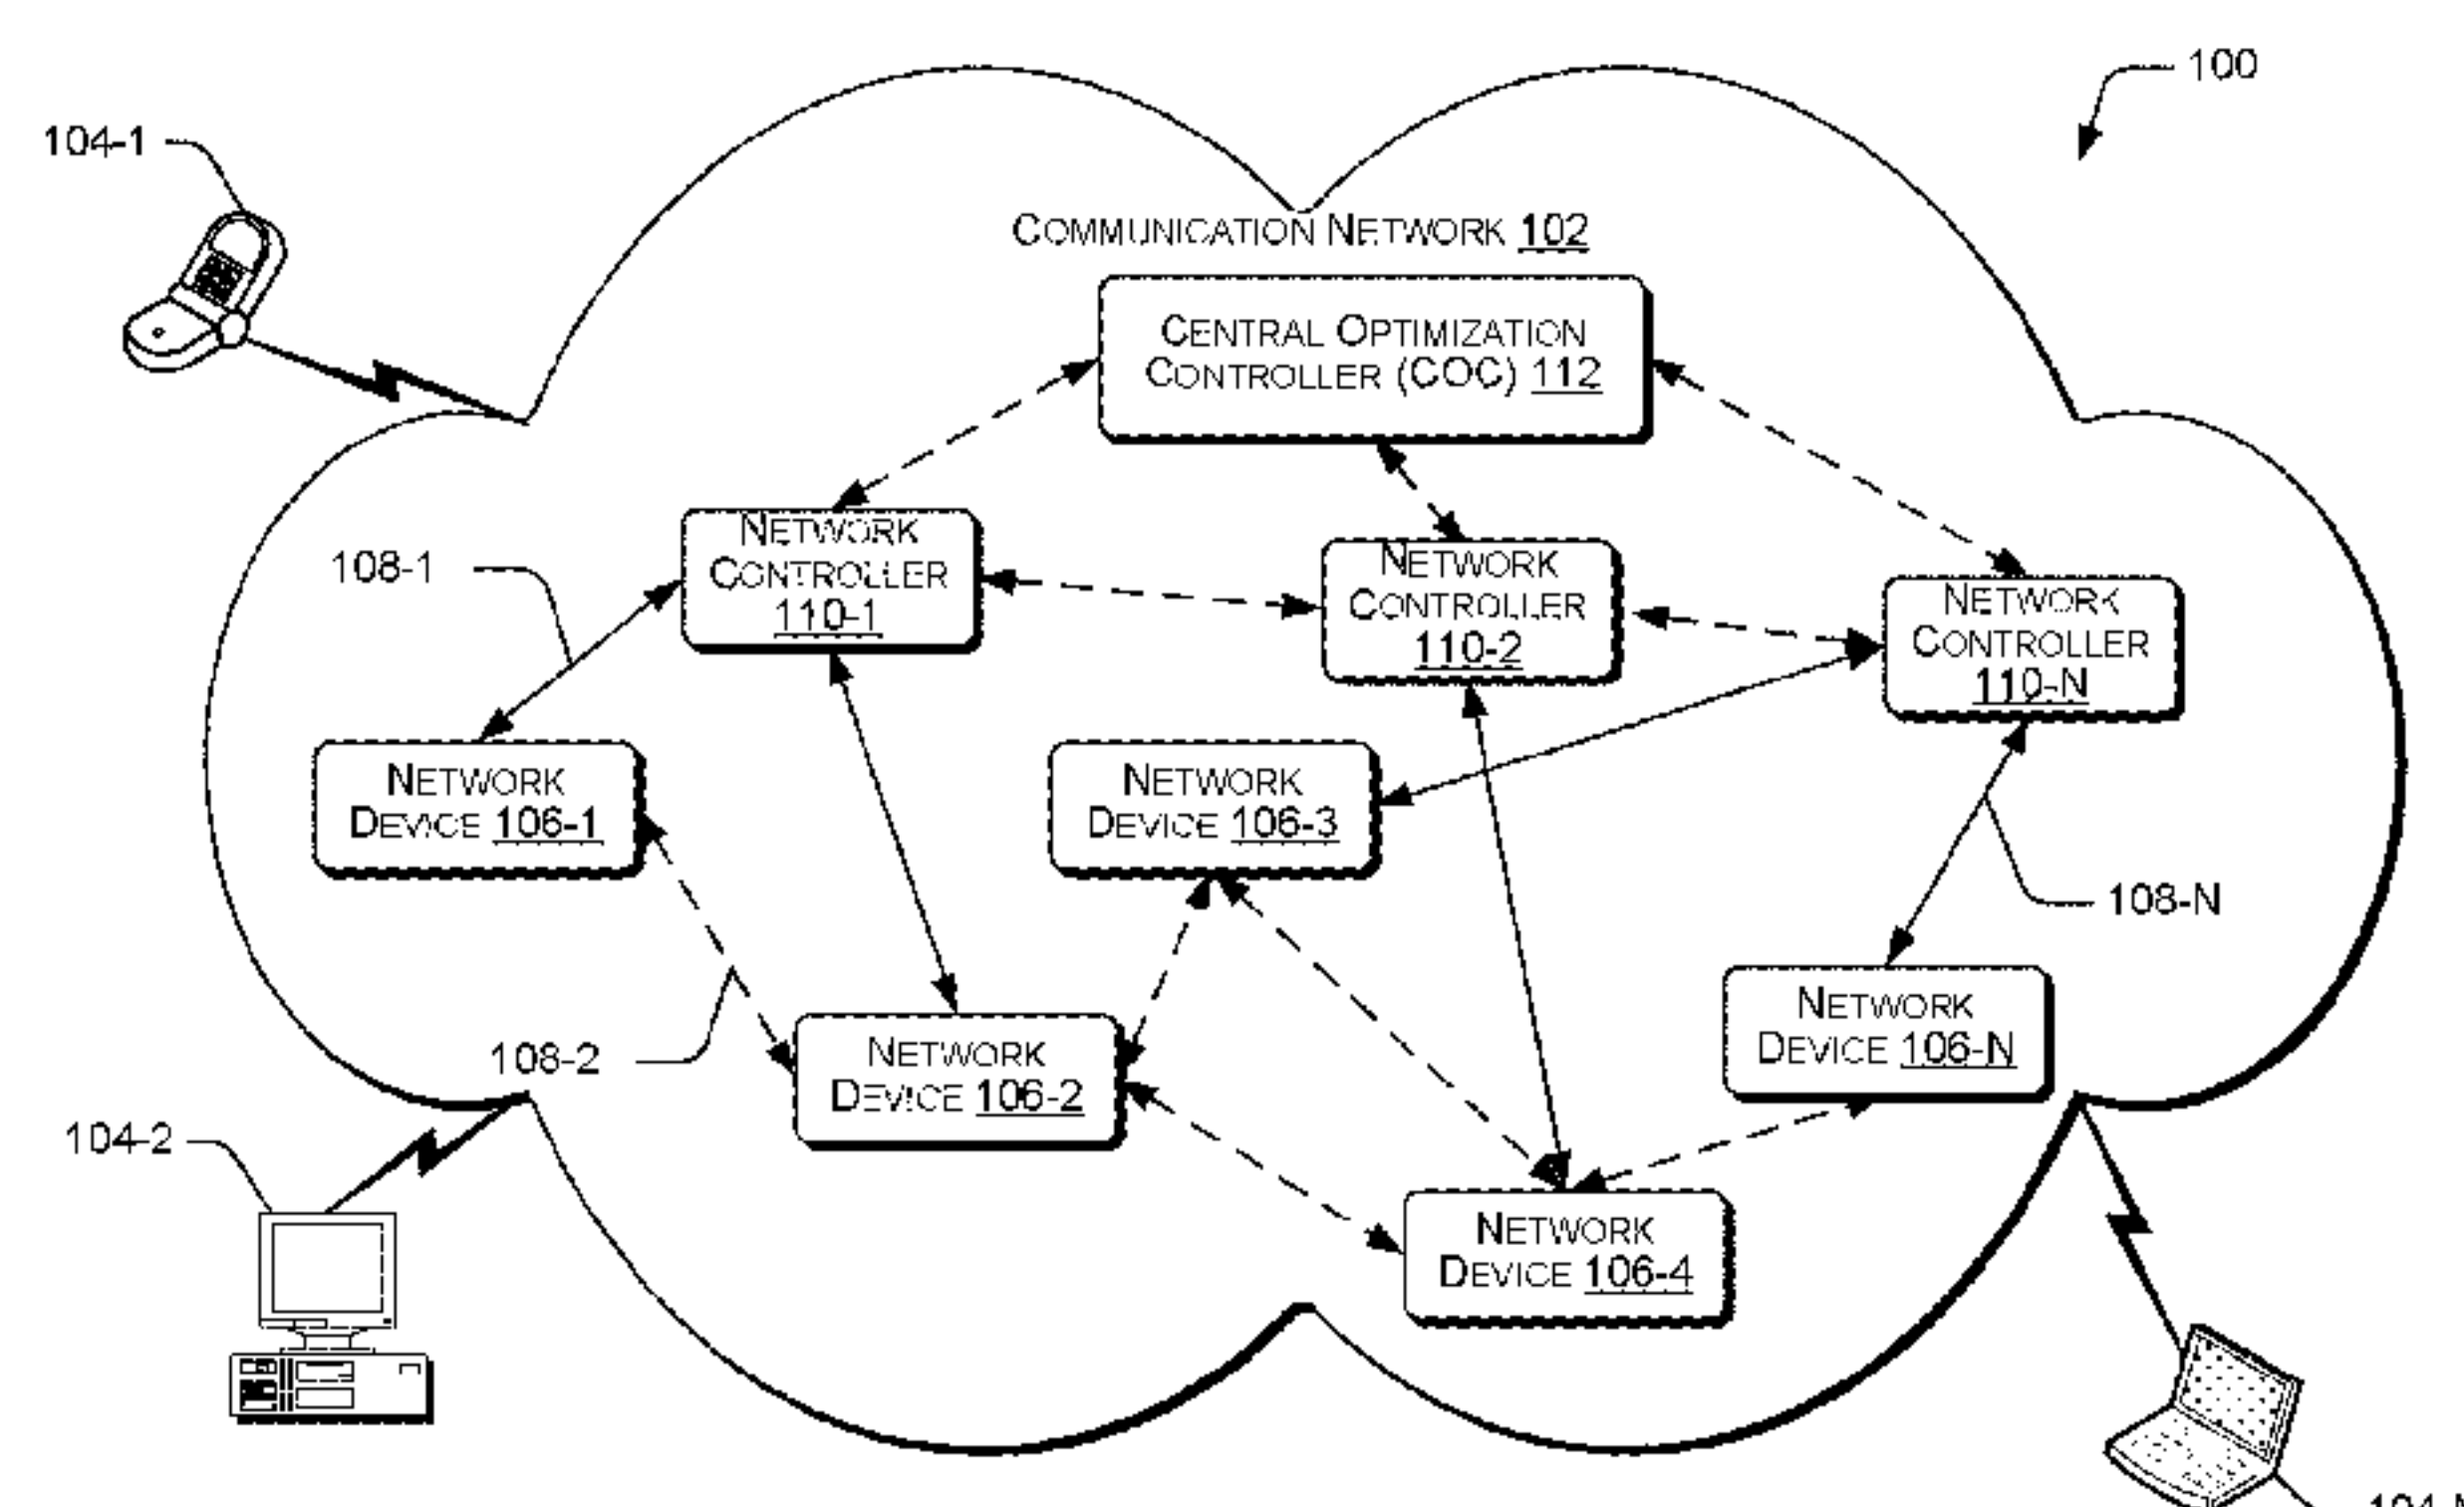 100
104-1
COMMUNICATION NETWORK 102
CENTRAL OPTIMIZATION
CONTROLLER (COC) 112
NETWORK
CONTROLLER
110-1
108-1
NETWORK
CONTROLLER
110-2
NETWORK
CONTROLLER
110-N
NETWORK
DEVICE 106-1
NETWORK
DEVICE 106-3
108-N
NETWORK
DEVICE 106-N
108-2
NETWORK
DEVICE 106-2
104-2
NETWORK
DEVICE 106-4